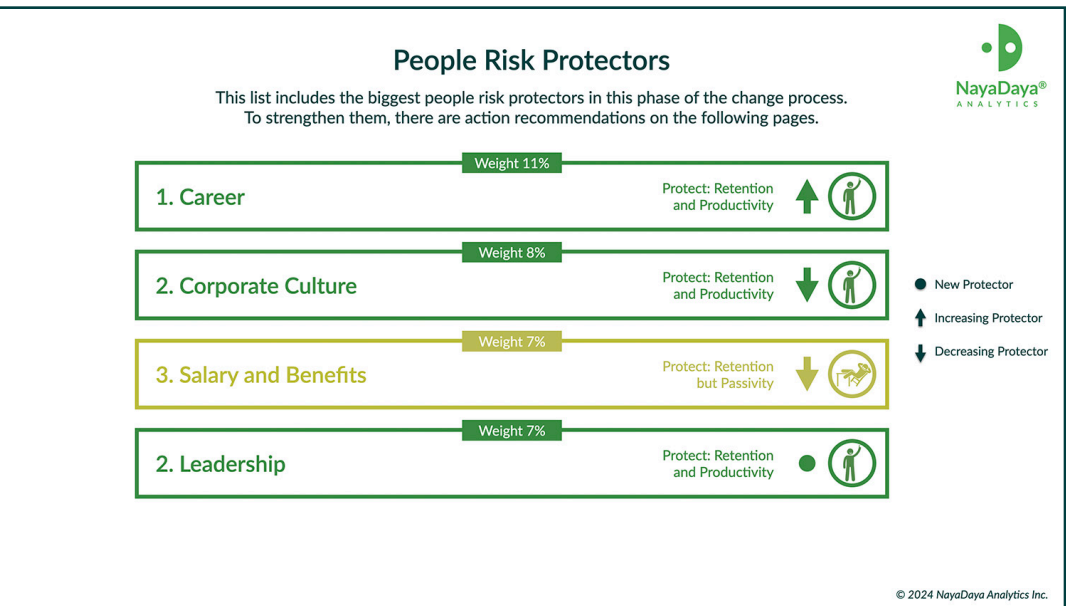 People Risk Protectors
NayaDaya®
ANALYTICS
This list includes the biggest people risk protectors in this phase of the change process.
To strengthen them, there are action recommendations on the following pages.
Weight 11%
1. Career
Protect: Retention
and Productivity
Weight 8%
2. Corporate Culture
Protect: Retention
and Productivity
Weight 7%
3. Salary and Benefits
Protect: Retention
but Passivity
Weight 7%
2. Leadership
Protect: Retention
and Productivity
New Protector
Increasing Protector
Decreasing Protector
© 2024 NayaDaya Analytics Inc.